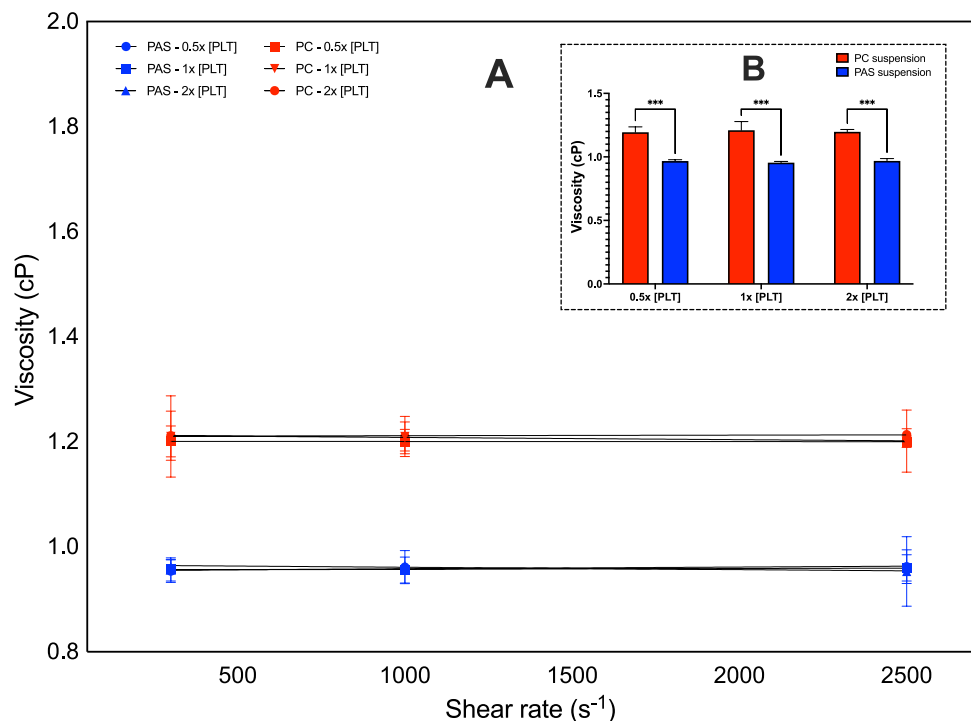 2.0
1.8
1.6
1.4
1.2
1.0
0.8
Viscosity (cP)
500
1000
1500
2000
2500
Shear rate (s⁻¹)
PAS - 0.5x [PLT]
PAS - 1x [PLT]
PAS - 2x [PLT]
PC - 0.5x [PLT]
PC - 1x [PLT]
PC - 2x [PLT]
A
B
PC suspension
PAS suspension
1.5
1.0
0.5
0.0
Viscosity (cP)
***
***
***
0.5x [PLT]
1x [PLT]
2x [PLT]